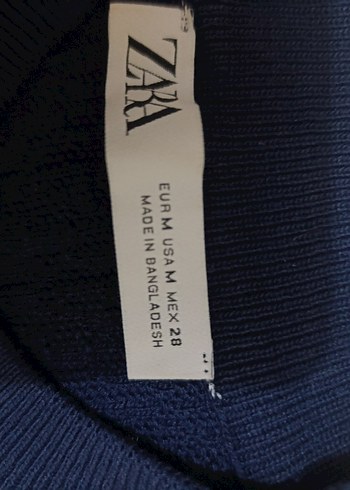 ZARA
EUR M USA M MEX 28
MADE IN BANGLADESH